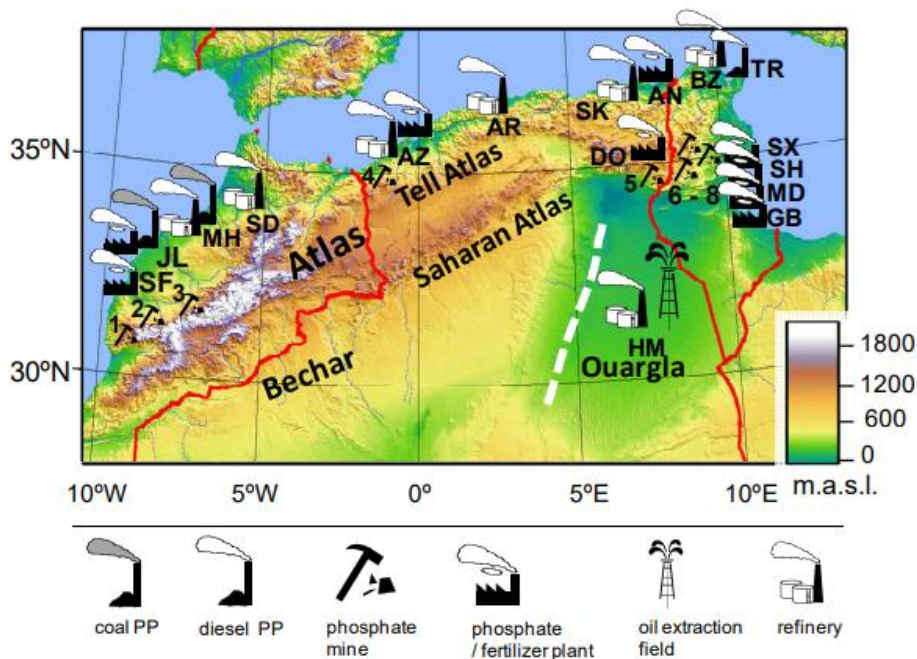 BZ
TR
AN
SK
AR
35ºN
AZ
DO
SX
SH
MD
GB
4
Tell Atlas
5
6 - 8
SD
MH
JL
Atlas
Saharan Atlas
SF
3
2
1
HM
30ºN
Bechar
Ouargla
1800
1200
600
0
m.a.s.l.
10ºW
5ºW
0º
5ºE
10ºE
coal PP
diesel PP
phosphate
mine
phosphate
/ fertilizer plant
oil extraction
field
refinery